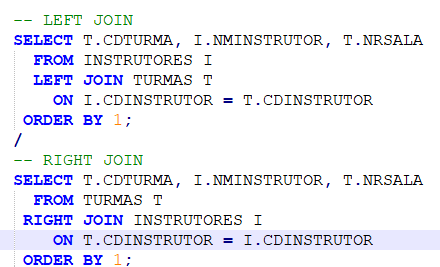 -- LEFT JOIN
SELECT T.CDTURMA, I.NMINSTRUTOR, T.NRSALA
FROM INSTRUTORES I
LEFT JOIN TURMAS T
ON I.CDINSTRUTOR = T.CDINSTRUTOR
ORDER BY 1;
/
-- RIGHT JOIN
SELECT T.CDTURMA, I.NMINSTRUTOR, T.NRSALA
FROM TURMAS T
RIGHT JOIN INSTRUTORES I
ON T.CDINSTRUTOR = I.CDINSTRUTOR
ORDER BY 1;